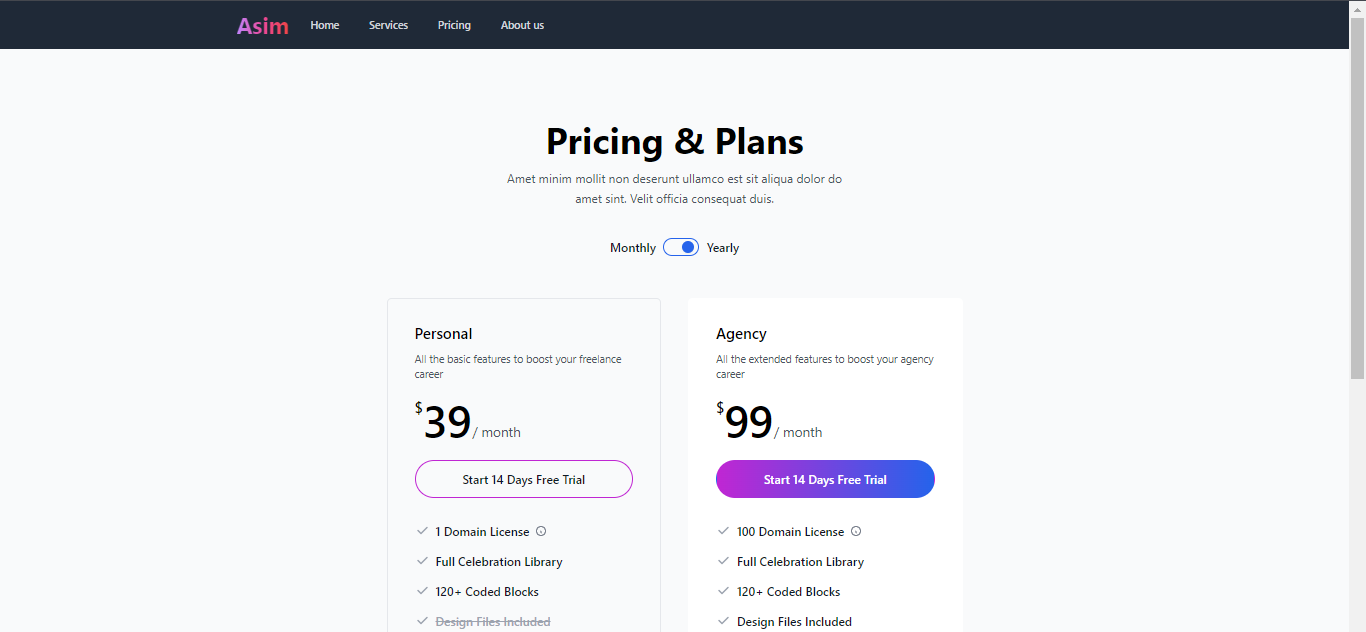 Asim Home Services Pricing About us
Pricing & Plans
Amet minim mollit non deserunt ullamco est sit aliqua dolor do
amet sint. Velit officia consequat duis.
Monthly Yearly
Personal
All the basic features to boost your freelance
career
$39/ month
Start 14 Days Free Trial
1 Domain License
Full Celebration Library
120+ Coded Blocks
Design Files Included
Agency
All the extended features to boost your agency
career
$99/ month
Start 14 Days Free Trial
100 Domain License
Full Celebration Library
120+ Coded Blocks
Design Files Included